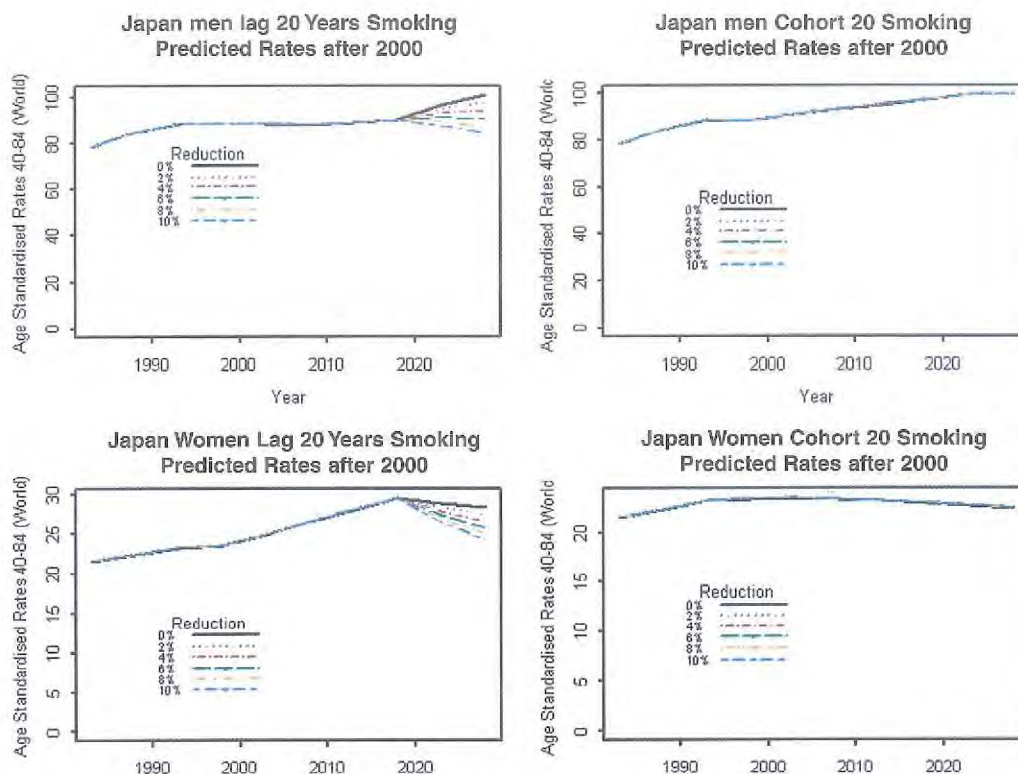 Japan men lag 20 Years Smoking
Predicted Rates after 2000
Age Standardised Rates 40-84 (World)
100
80
60
40
20
0
Reduction
0%
2%
4%
6%
8%
10%
1990 2000 2010 2020
Year
Japan men Cohort 20 Smoking
Predicted Rates after 2000
Age Standardised Rates 40-84 (World
100
80
60
40
20
0
Reduction
0%
2%
4%
6%
8%
10%
1990 2000 2010 2020
Year
Japan Women Lag 20 Years Smoking
Predicted Rates after 2000
Age Standardised Rates 40-84 (World
30
25
20
15
10
5
0
Reduction
0%
2%
4%
6%
8%
10%
1990 2000 2010 2020
Japan Women Cohort 20 Smoking
Predicted Rates after 2000
Age Standardised Rates 40-84 (World
20
15
10
5
0
Reduction
0%
2%
4%
6%
8%
10%
1990 2000 2010 2020